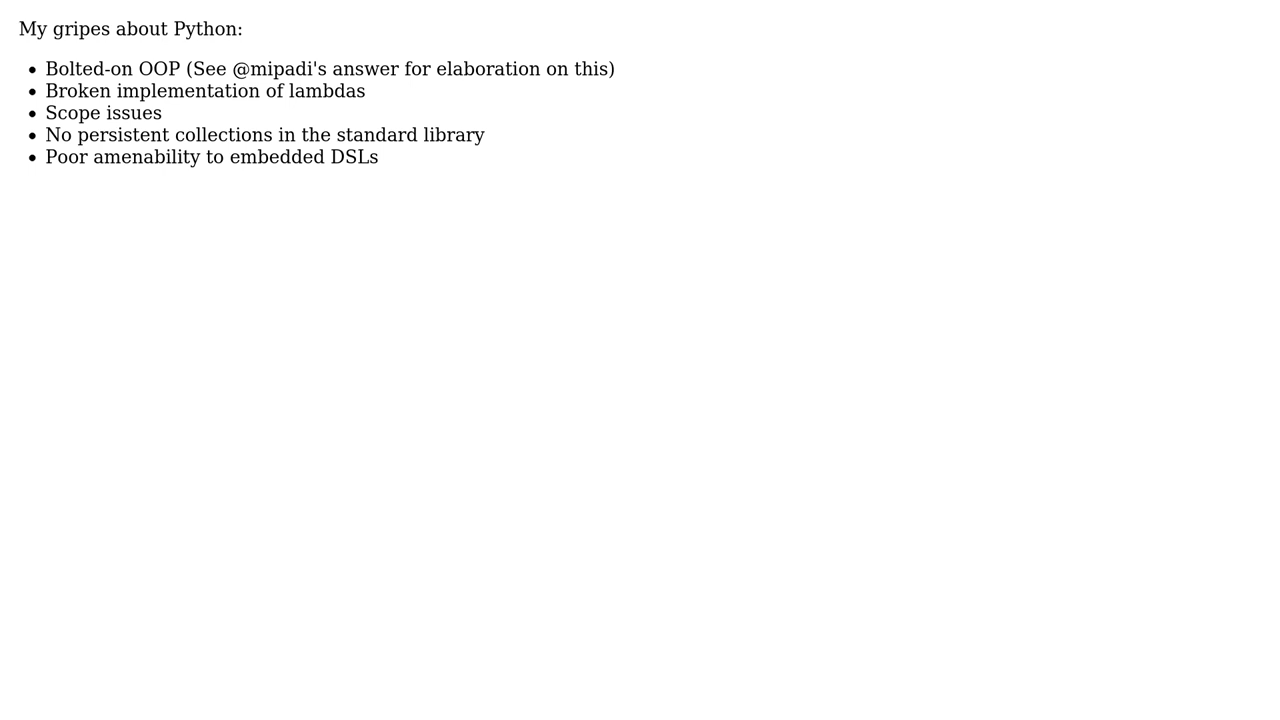 My gripes about Python:
• Bolted-on OOP (See @mipadi's answer for elaboration on this)
• Broken implementation of lambdas
• Scope issues
• No persistent collections in the standard library
• Poor amenability to embedded DSLs